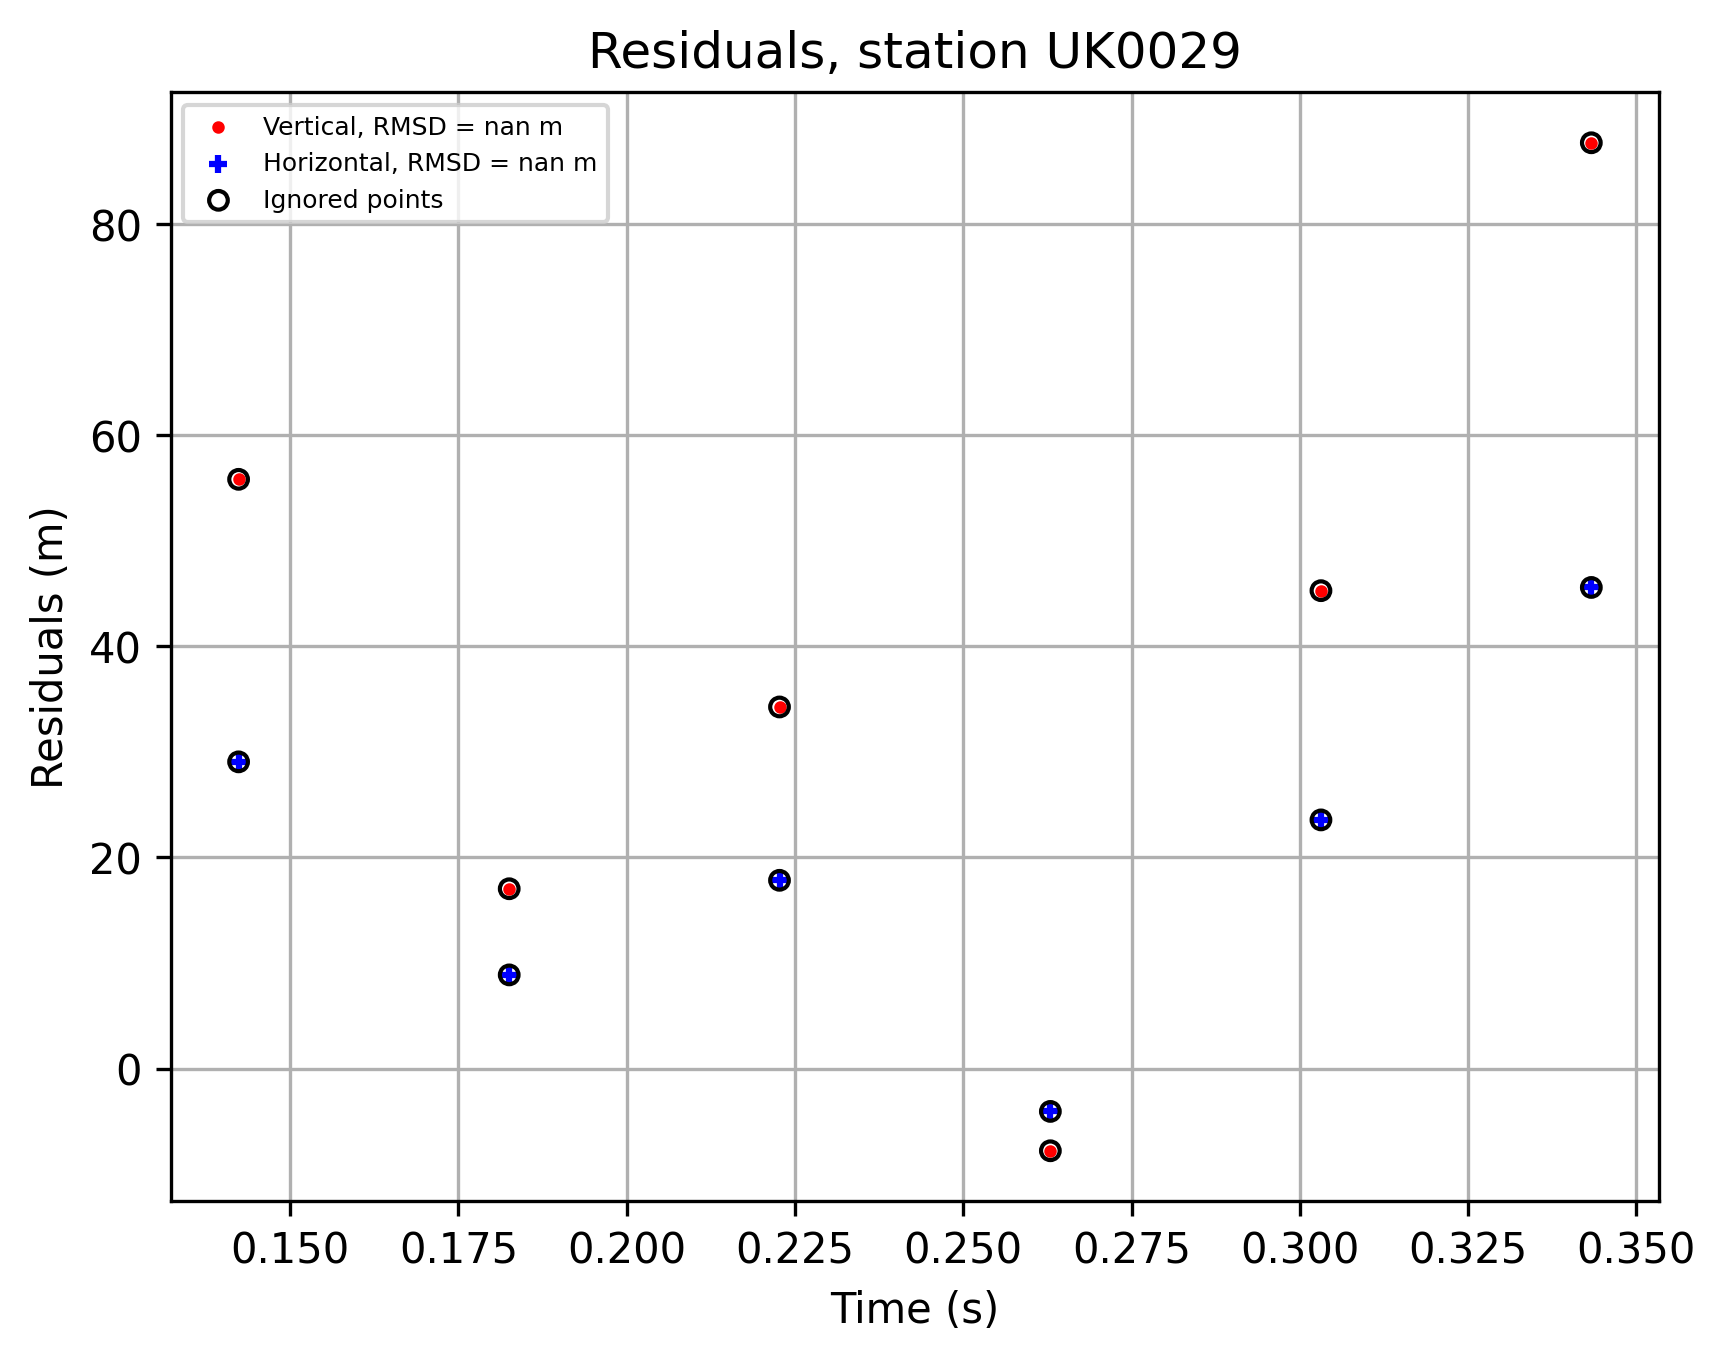 Residuals, station UK0029
Vertical, RMSD = nan m
Horizontal, RMSD = nan m
Ignored points
Residuals (m)
80
60
40
20
0
0.150 0.175 0.200 0.225 0.250 0.275 0.300 0.325 0.350
Time (s)